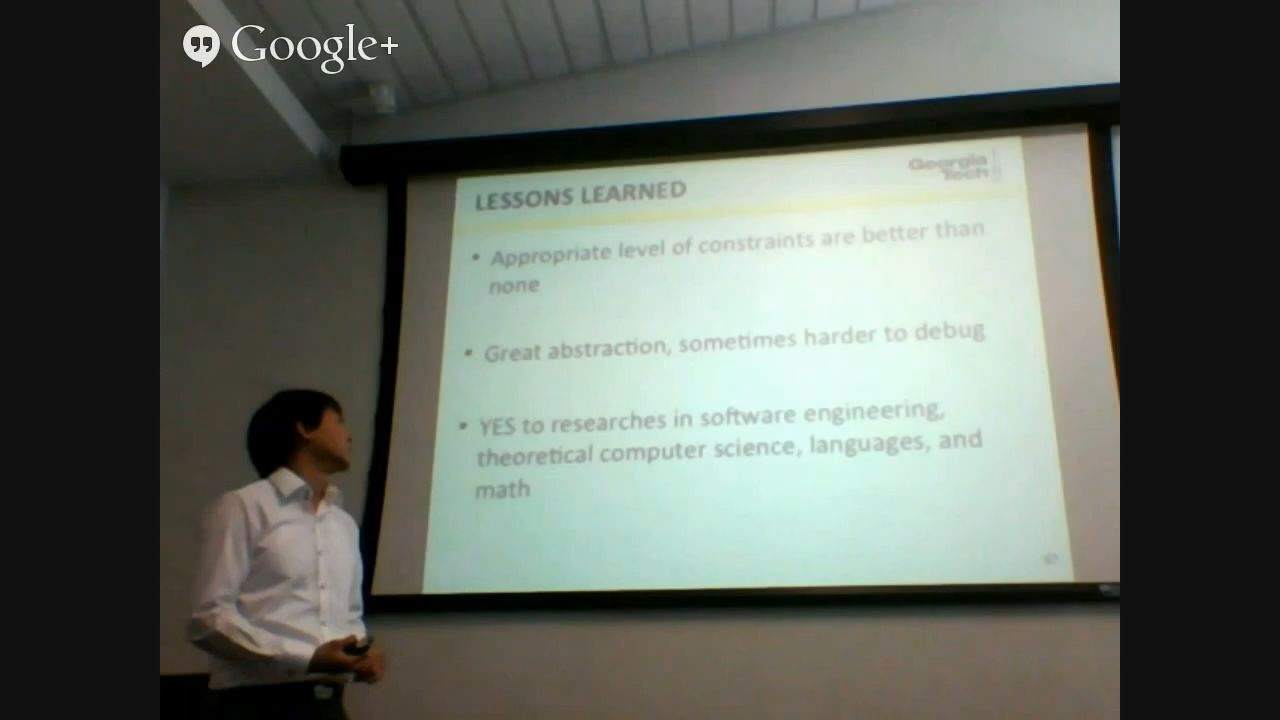 Google+
Georgia
Tech
LESSONS LEARNED
• Appropriate level of constraints are better than
none
• Great abstraction, sometimes harder to debug
• YES to researches in software engineering,
theoretical computer science, languages, and
math